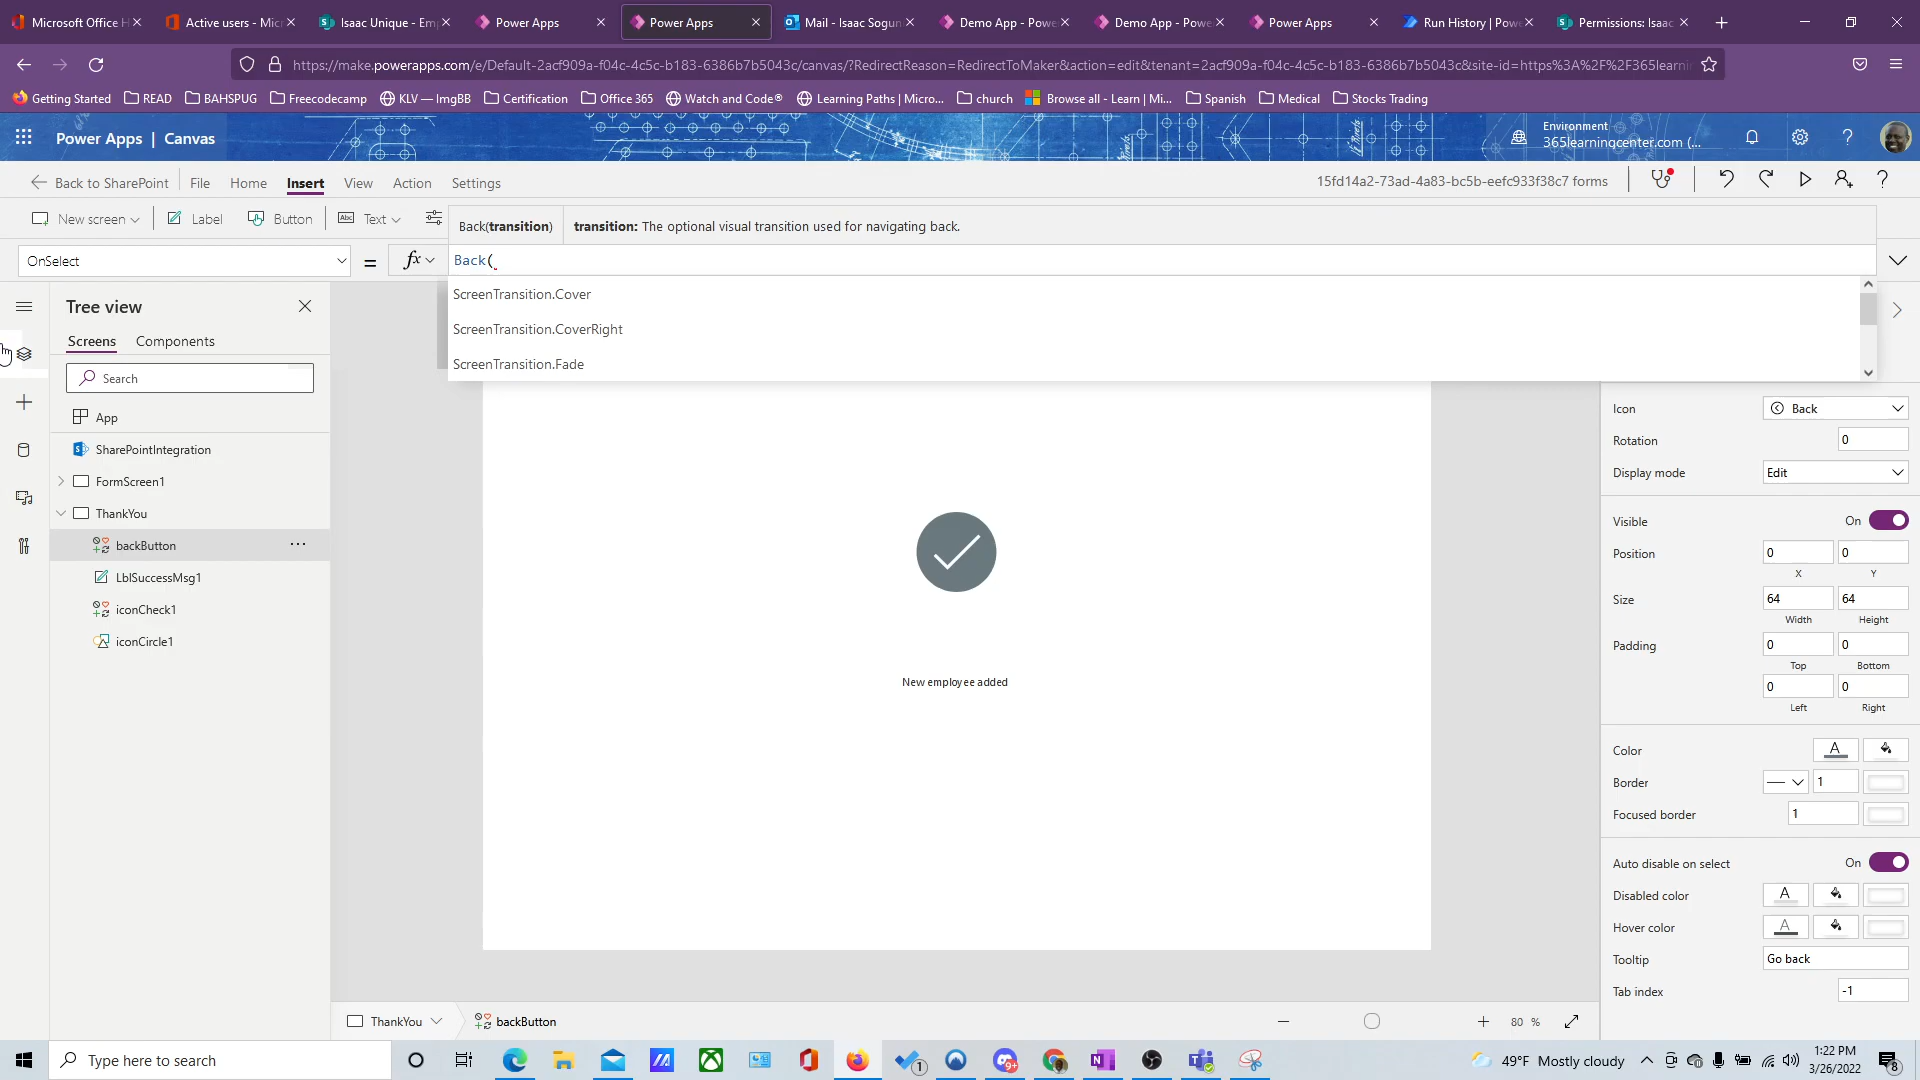 Microsoft Office H
Active users - Micr
Isaac Unique - Emp
Power Apps
Power Apps
Mail - Isaac Sogun
Demo App - Power
Demo App - Powe
Power Apps
Run History | Powe
Permissions: Isaac
https://make.powerapps.com/e/Default-2acf909a-f04c-4c5c-b183-6386b7b5043c/canvas/?RedirectReason=RedirectToMaker&action=edit&tenant=2acf909a-f04c-4c5c-b183-6386b7b5043c&site-id=https%3A%2F%2F365learni
Getting Started
READ
BAHSPUG
Freecodecamp
KLV — ImgBB
Certification
Office 365
Watch and Code®
Learning Paths | Micro...
church
Browse all - Learn | Mi...
Spanish
Medical
Stocks Trading
Power Apps | Canvas
Environment
365learningcenter.com (...
Back to SharePoint
File
Home
Insert
View
Action
Settings
15fd14a2-73ad-4a83-bc5b-eefc933f38c7 forms
New screen
Label
Button
Abc Text
Back(transition)
transition: The optional visual transition used for navigating back.
OnSelect
= fx
Back(
ScreenTransition.Cover
ScreenTransition.CoverRight
ScreenTransition.Fade
Tree view
Screens
Components
Search
App
SharePointIntegration
FormScreen1
ThankYou
backButton
LblSuccessMsg1
iconCheck1
iconCircle1
New employee added
Icon
Back
Rotation
0
Display mode
Edit
Visible
On
Position
0
0
X
Y
Size
64
64
Width
Height
Padding
0
0
Top
Bottom
0
0
Left
Right
Color
Border
1
Focused border
1
Auto disable on select
On
Disabled color
Hover color
Tooltip
Go back
Tab index
-1
ThankYou
backButton
80 %
Type here to search
1
9+
49°F Mostly cloudy
1:22 PM
3/26/2022
8